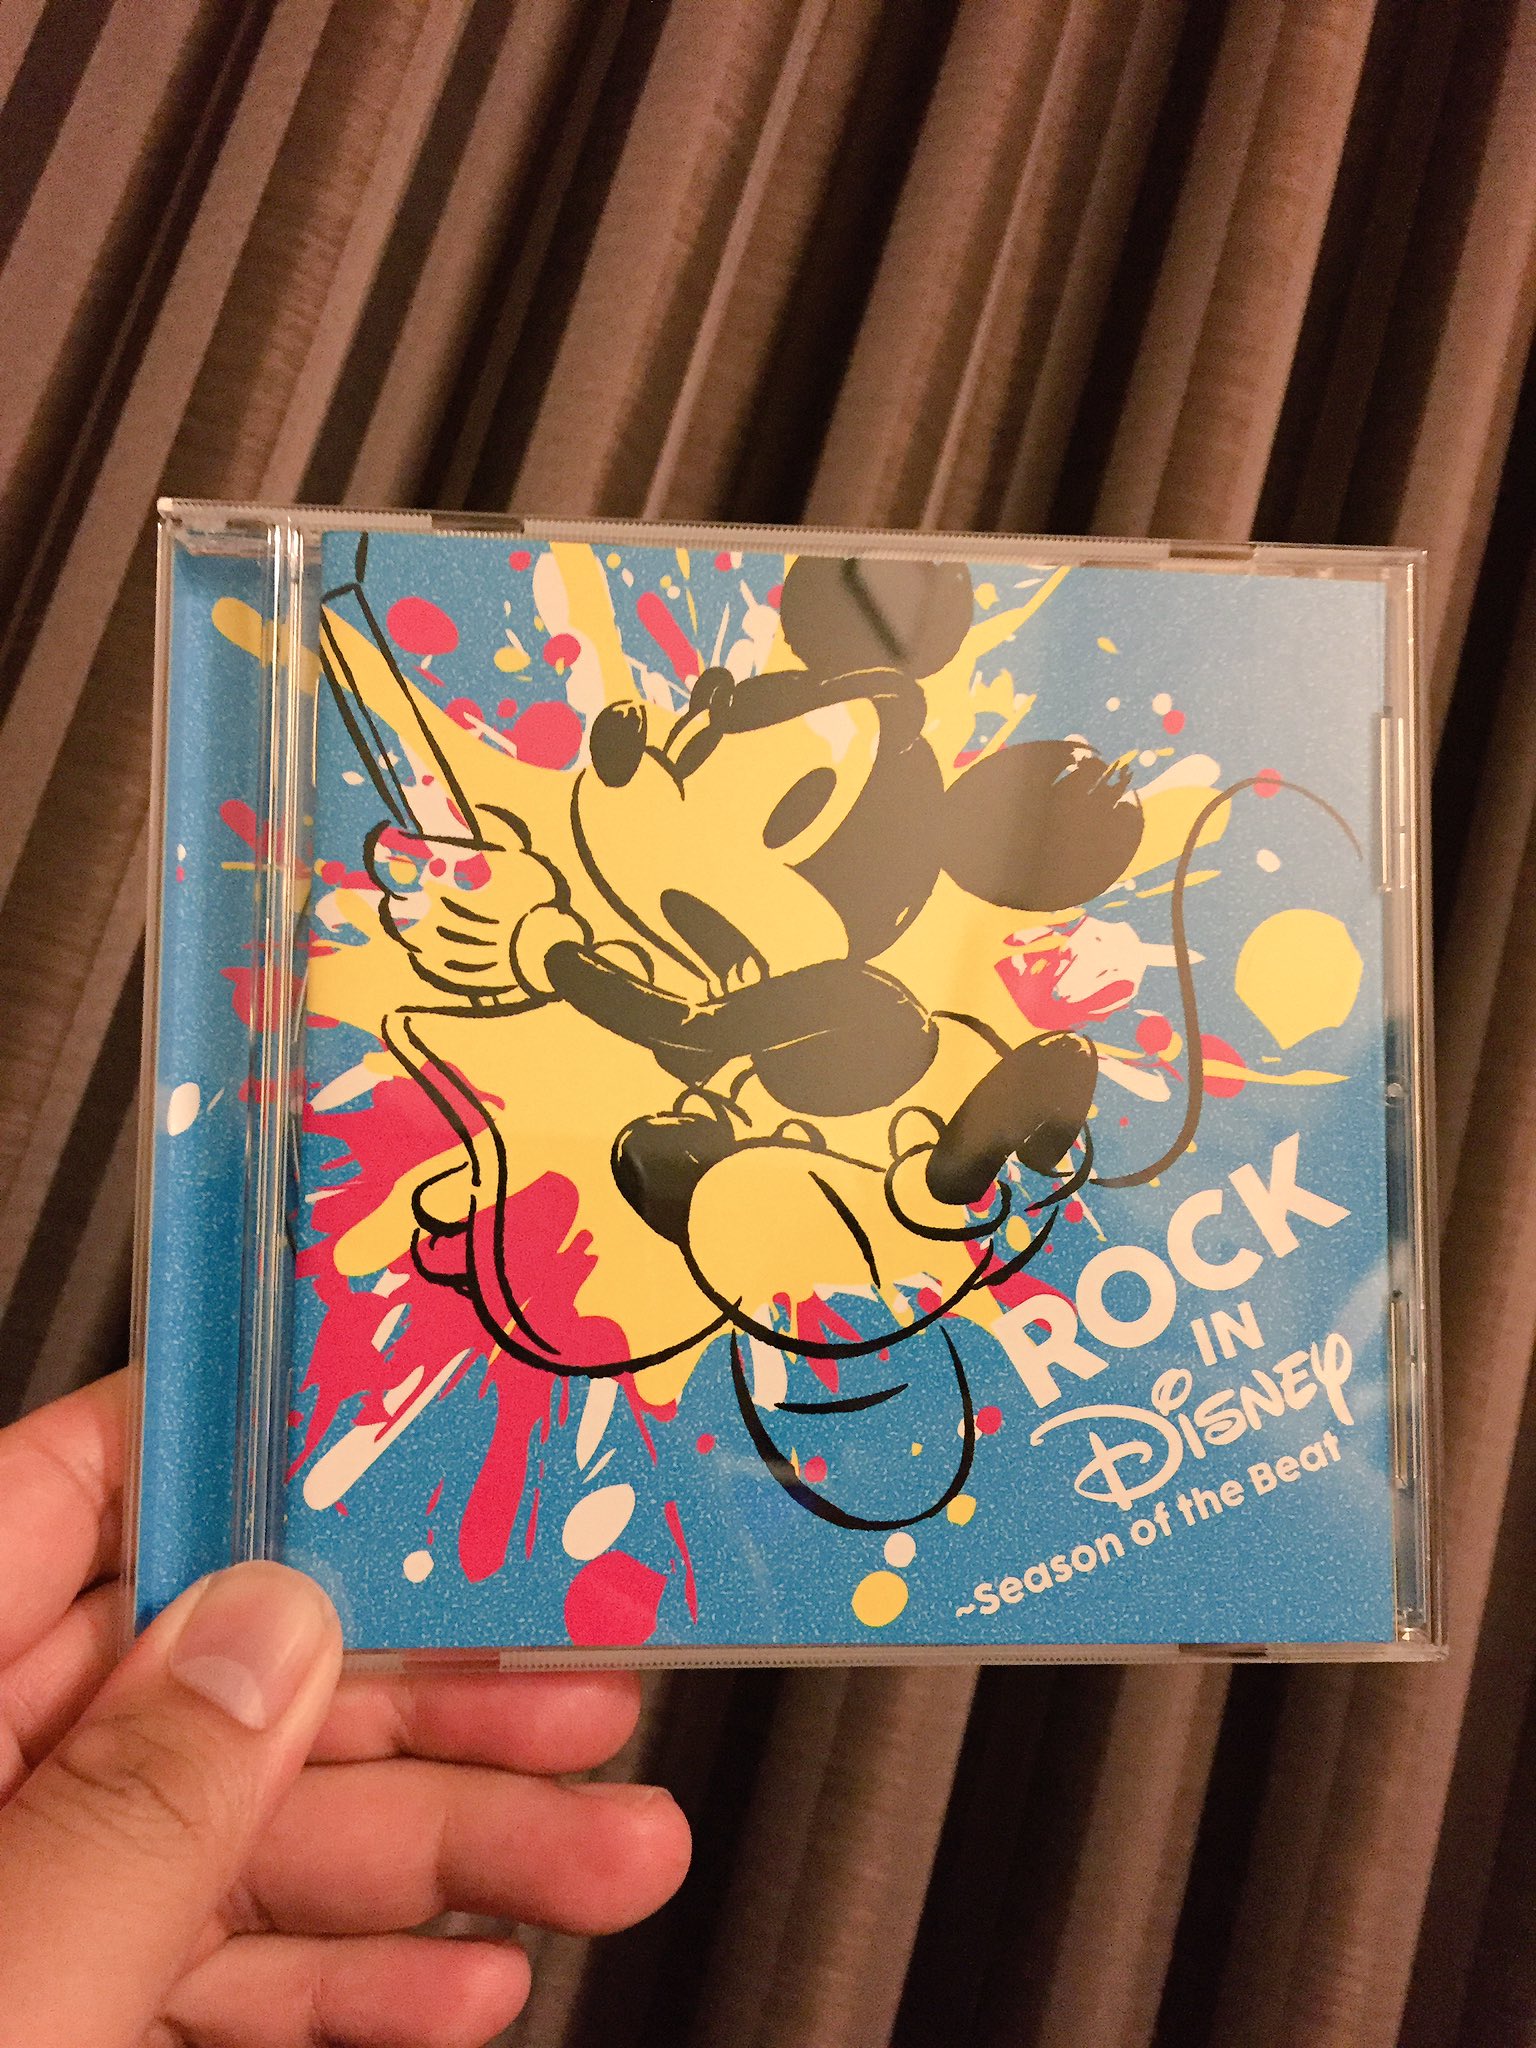 ROCK
IN
Disney
~Season of the Beat